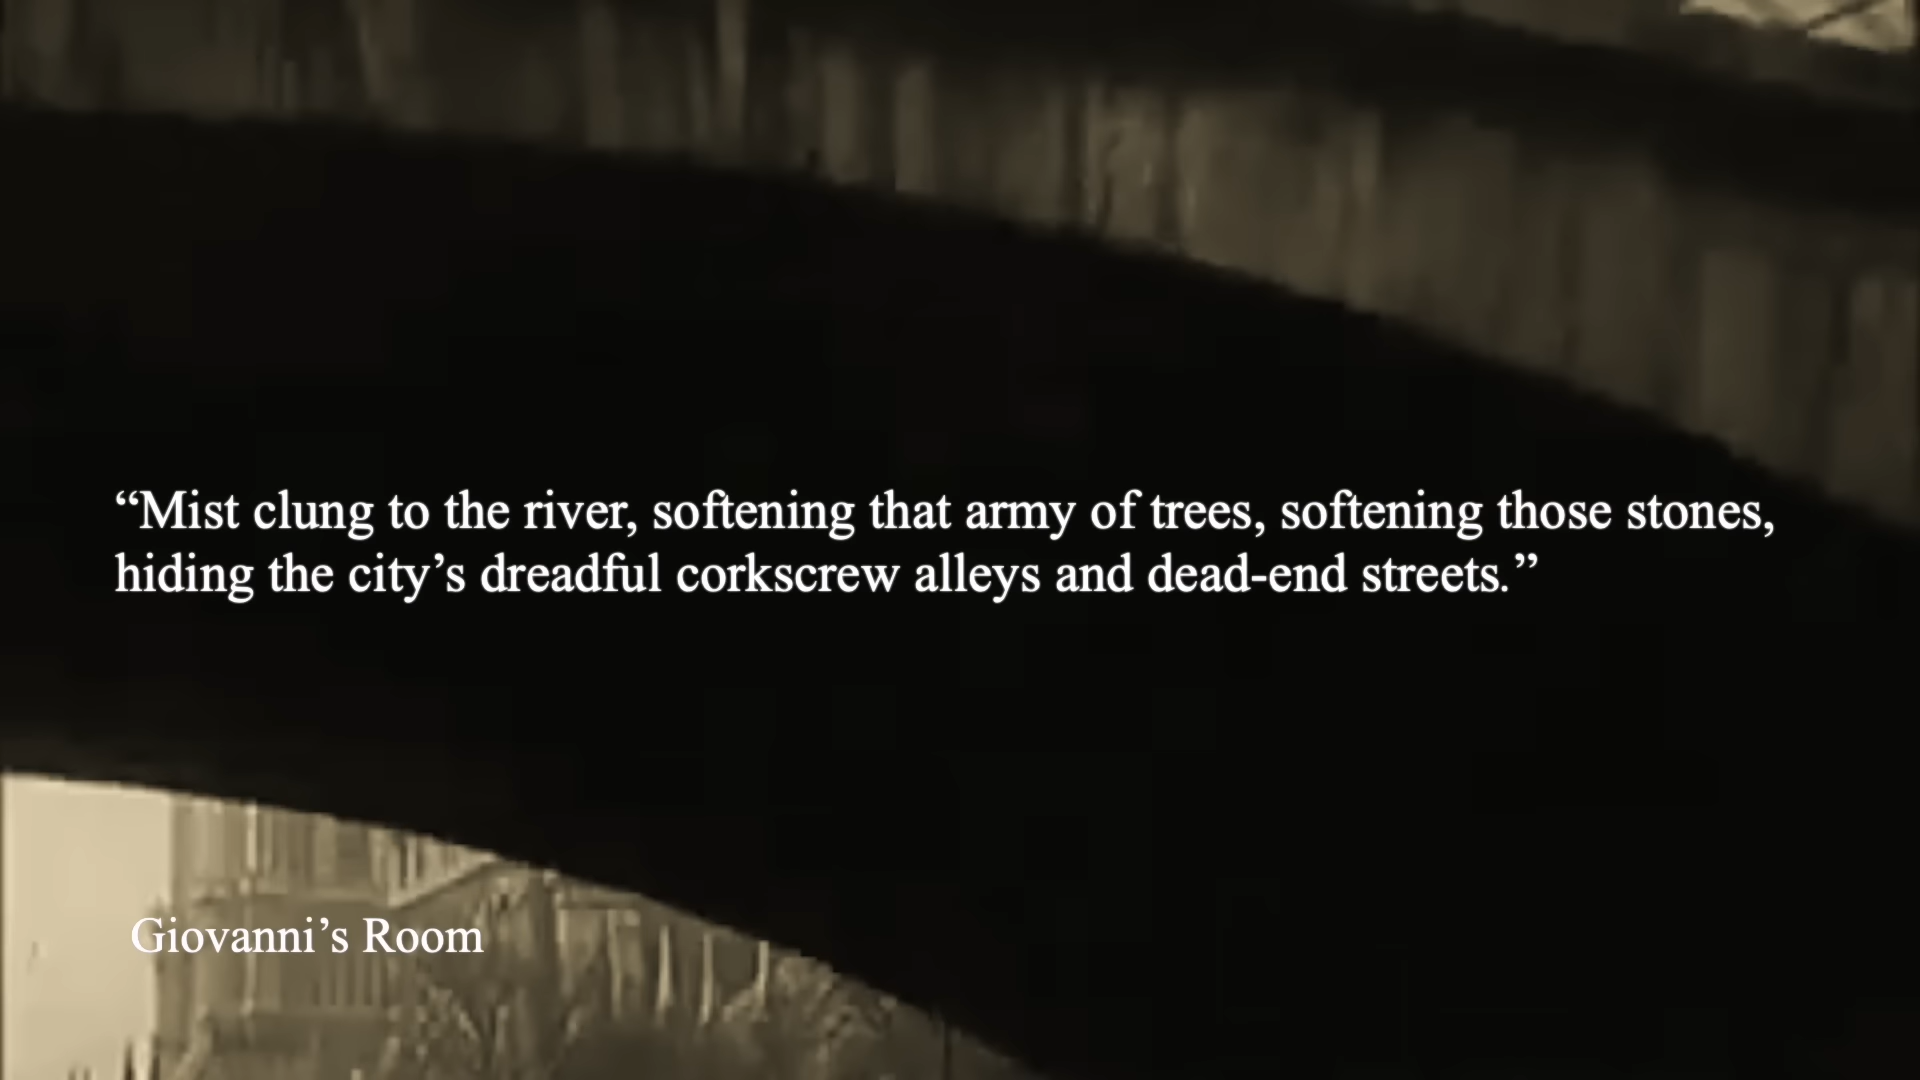 “Mist clung to the river, softening that army of trees, softening those stones,
hiding the city’s dreadful corkscrew alleys and dead-end streets.”
Giovanni’s Room